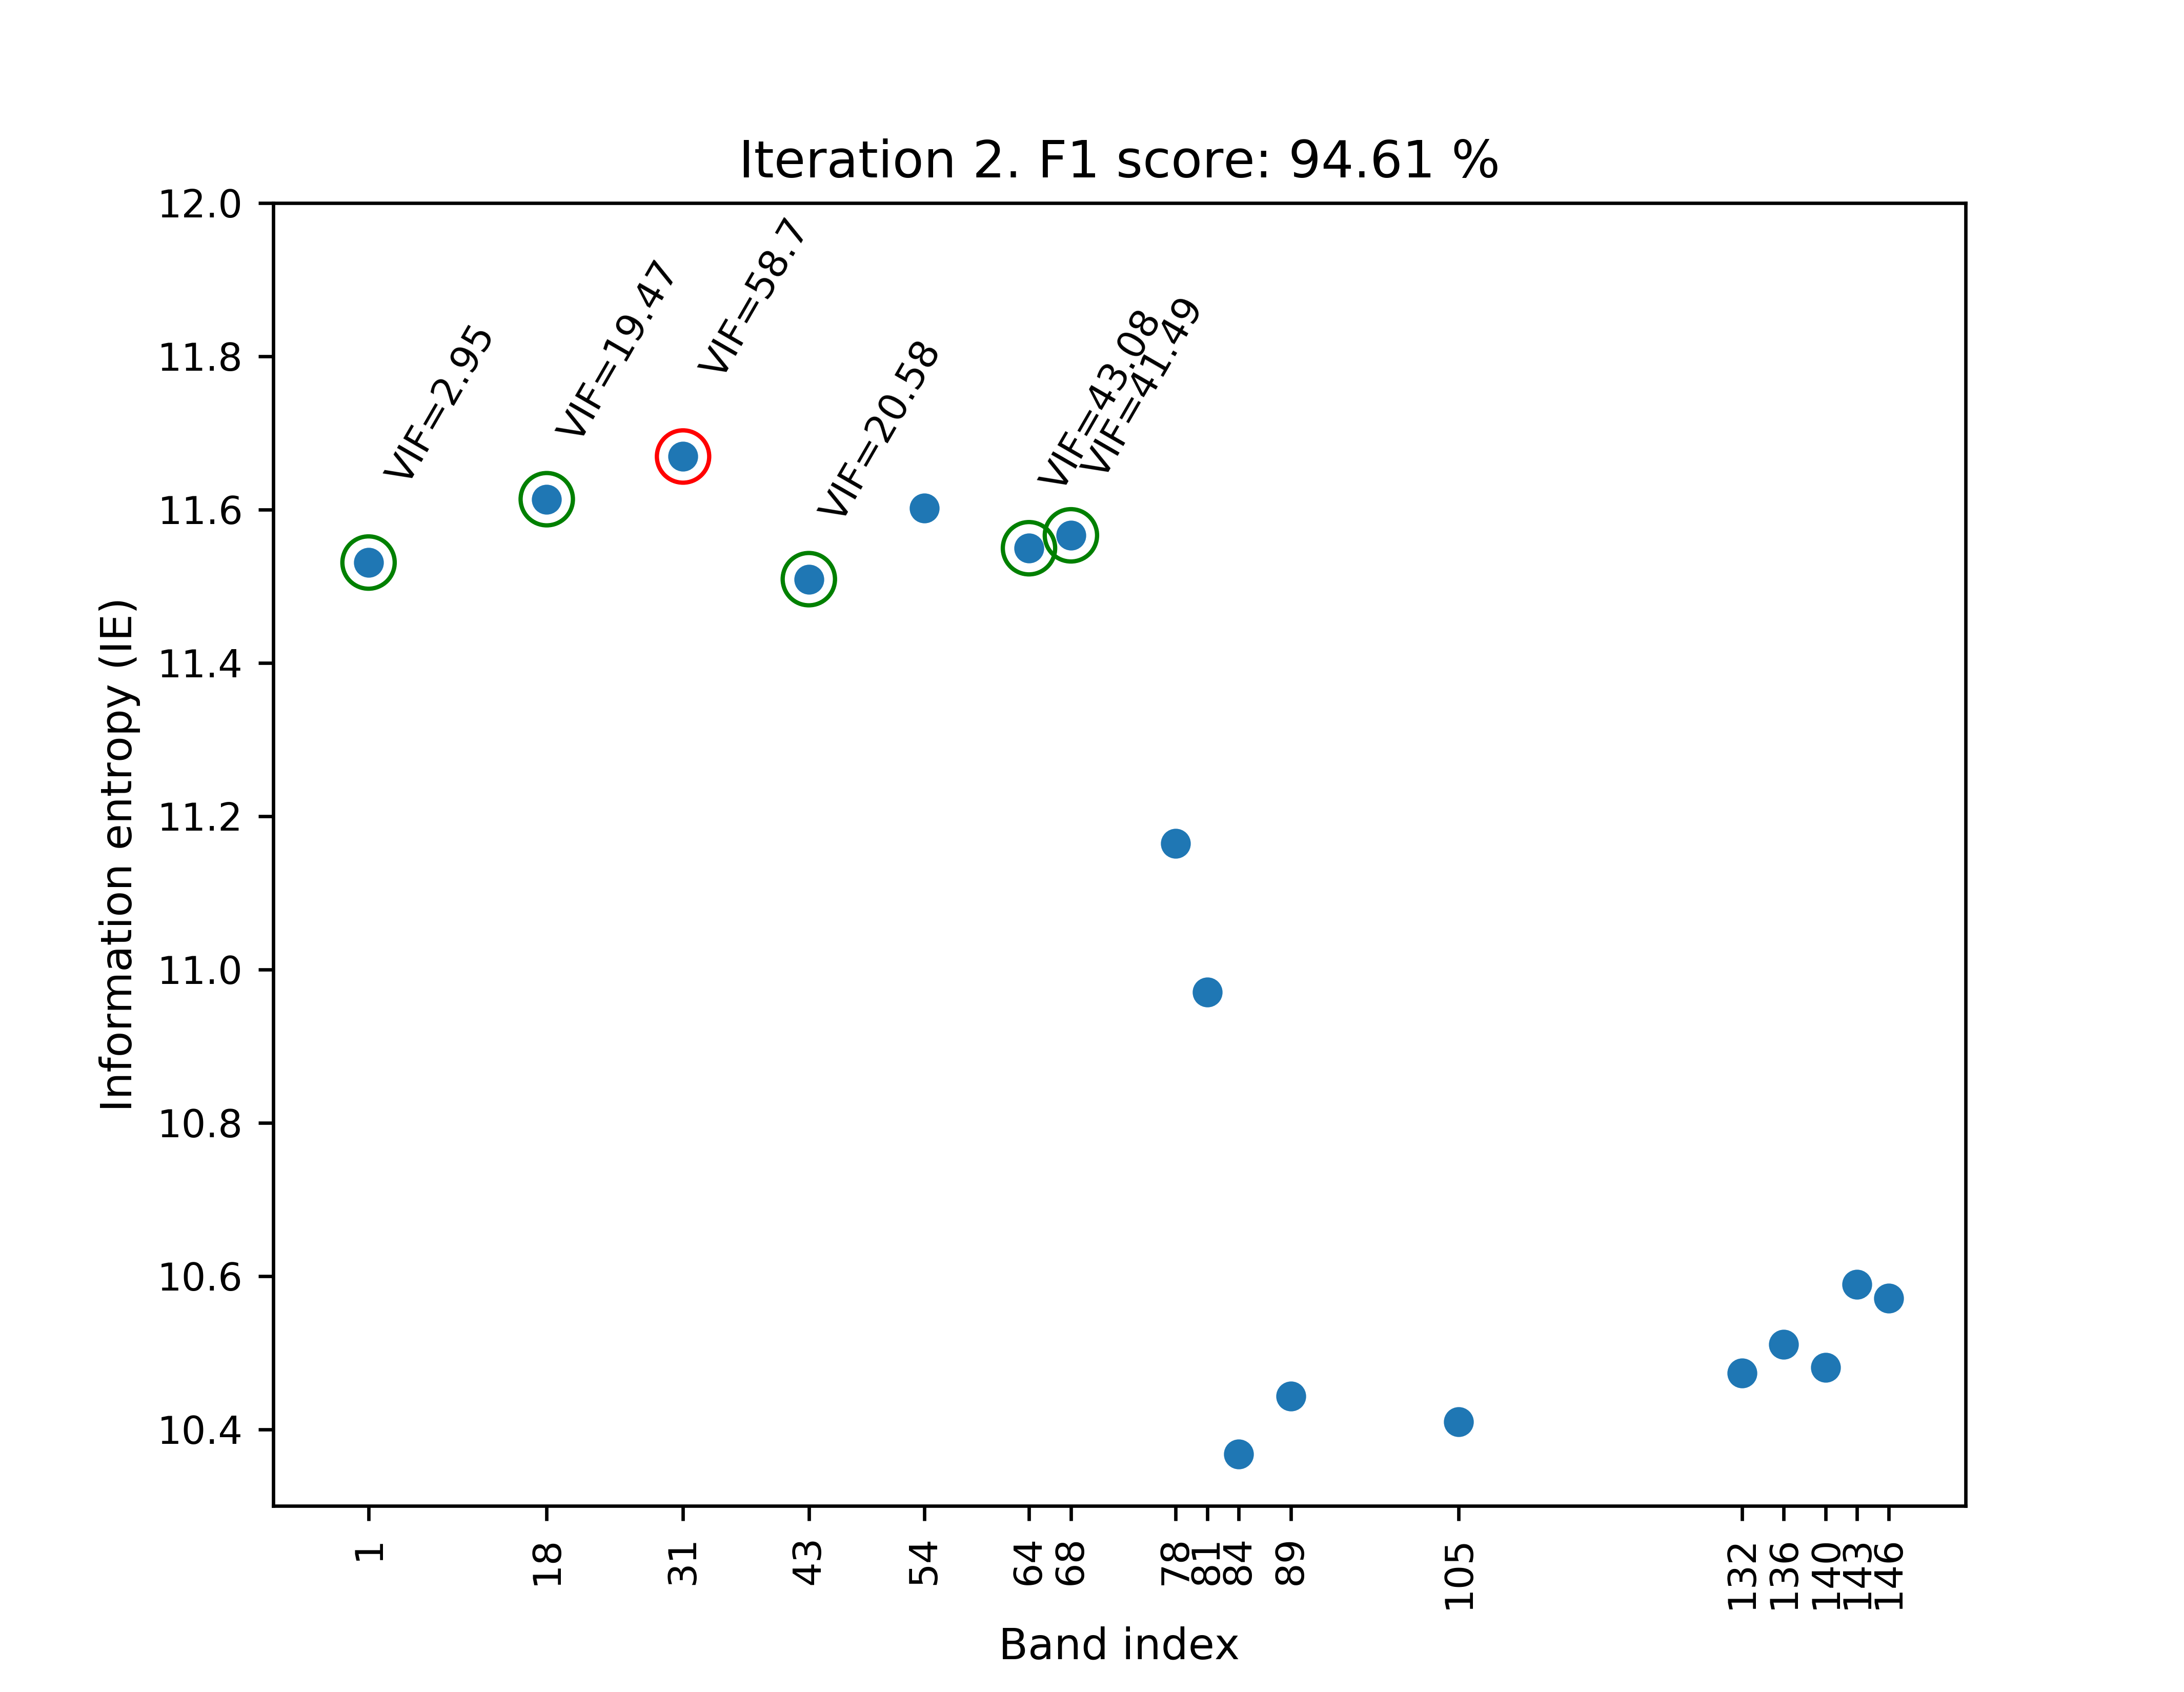 Iteration 2. F1 score: 94.61 %
12.0
11.8
11.6
11.4
11.2
11.0
10.8
10.6
10.4
Information entropy (IE)
VIF=2.95
VIF=19.47
VIF=58.7
VIF=20.58
VIF=43.08
VIF=41.49
1
18
31
43
54
64
68
78
81
84
89
105
132
136
140
143
146
Band index